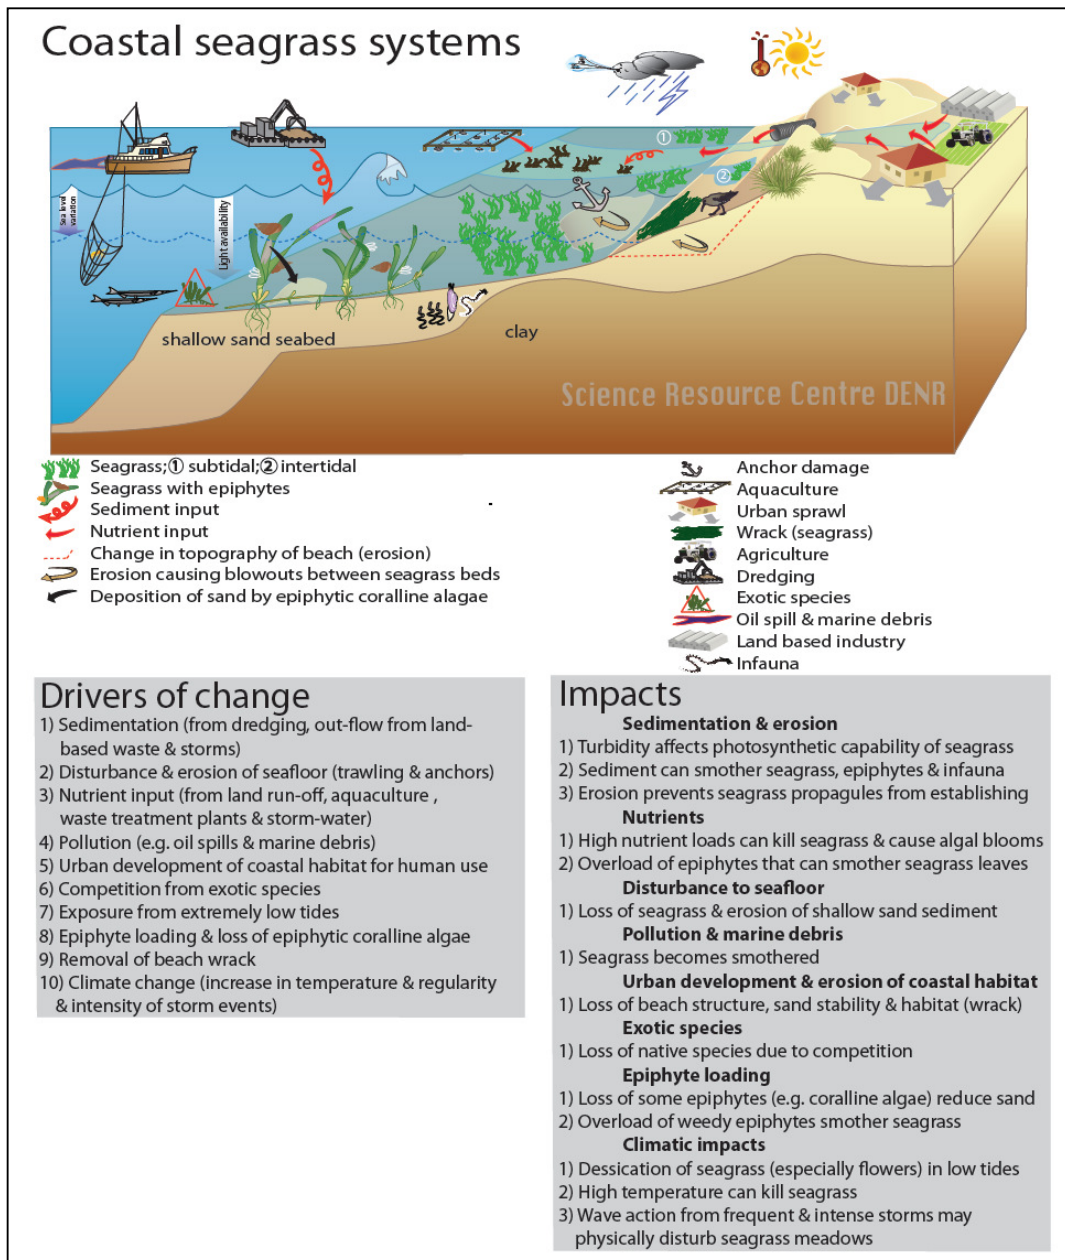 Coastal seagrass systems
Sea level
variation
Light availability
①
②
shallow sand seabed
clay
Science Resource Centre DENR
Seagrass;① subtidal;② intertidal
Seagrass with epiphytes
Sediment input
Nutrient input
Change in topography of beach (erosion)
Erosion causing blowouts between seagrass beds
Deposition of sand by epiphytic coralline alagae
Anchor damage
Aquaculture
Urban sprawl
Wrack (seagrass)
Agriculture
Dredging
Exotic species
Oil spill & marine debris
Land based industry
Infauna
Drivers of change
1) Sedimentation (from dredging, out-flow from land-
based waste & storms)
2) Disturbance & erosion of seafloor (trawling & anchors)
3) Nutrient input (from land run-off, aquaculture ,
waste treatment plants & storm-water)
4) Pollution (e.g. oil spills & marine debris)
5) Urban development of coastal habitat for human use
6) Competition from exotic species
7) Exposure from extremely low tides
8) Epiphyte loading & loss of epiphytic coralline algae
9) Removal of beach wrack
10) Climate change (increase in temperature & regularity
& intensity of storm events)
Impacts
Sedimentation & erosion
1) Turbidity affects photosynthetic capability of seagrass
2) Sediment can smother seagrass, epiphytes & infauna
3) Erosion prevents seagrass propagules from establishing
Nutrients
1) High nutrient loads can kill seagrass & cause algal blooms
2) Overload of epiphytes that can smother seagrass leaves
Disturbance to seafloor
1) Loss of seagrass & erosion of shallow sand sediment
Pollution & marine debris
1) Seagrass becomes smothered
Urban development & erosion of coastal habitat
1) Loss of beach structure, sand stability & habitat (wrack)
Exotic species
1) Loss of native species due to competition
Epiphyte loading
1) Loss of some epiphytes (e.g. coralline algae) reduce sand
2) Overload of weedy epiphytes smother seagrass
Climatic impacts
1) Dessication of seagrass (especially flowers) in low tides
2) High temperature can kill seagrass
3) Wave action from frequent & intense storms may
physically disturb seagrass meadows